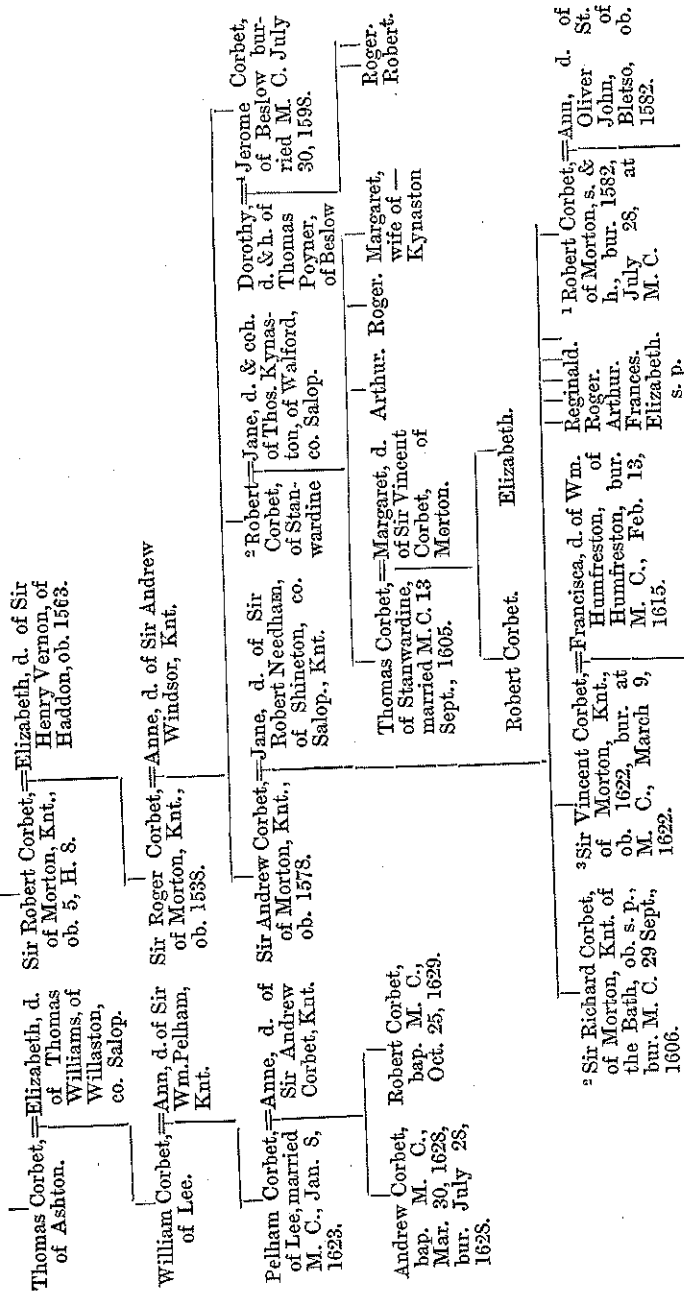 Thomas Corbet,=Elizabeth, d.
of Ashton.
of Thomas
Williams, of
Willaston,
co. Salop.
Sir Robert Corbet,=Elizabeth, d. of Sir
of Morton, Knt.,
ob. 5, H. 8.
Henry Vernon, of
Haddon, ob. 1563.
William Corbet,=Ann, d. of Sir
of Lee.
Wm. Pelham,
Knt.
Sir Roger Corbet,=Anne, d. of Sir Andrew
of Morton, Knt.,
ob. 1538.
Windsor, Knt.
Pelham Corbet,=Anne, d. of
of Lee, married
M. C., Jan. 8,
1623.
Sir Andrew
Corbet, Knt.
Sir Andrew Corbet,=Jane, d. of Sir
of Morton, Knt.,
ob. 1578.
Robert Needham,
of Shineton, co.
Salop., Knt.
2 Robert=Jane, d. & coh.
Corbet,
of Stan-
wardine
of Thos. Kynas-
ton, of Walford,
co. Salop.
Dorothy,=4 Jerome Corbet,
d. & h. of
Thomas
Poyner,
of Beslow
of Beslow bur-
ried M. C. July
30, 1598.
Andrew Corbet,
bap. M. C.,
Mar. 30, 1628,
bur. July 28,
1628.
Robert Corbet,
bap. M. C.,
Oct. 25, 1629.
Thomas Corbet,=Margaret, d.
of Stanwardine,
married M. C. 13
Sept., 1605.
of Sir Vincent
Corbet, of
Morton.
Arthur. Roger. Margaret,
wife of —
Kynaston
Roger.
Robert.
Robert Corbet. Elizabeth.
2 Sir Richard Corbet,
of Morton, Knt. of
the Bath, ob. s. p.,
bur. M. C. 29 Sept.,
1606.
3 Sir Vincent Corbet,=Francisca, d. of Wm.
of Morton, Knt.,
ob. 1622, bur. at
M. C., March 9,
1622.
Humfreston, of
Humfreston, bur.
M. C., Feb. 13,
1615.
Reginald.
Roger.
Arthur.
Frances.
Elizabeth.
s. p.
1 Robert Corbet,=Ann, d. of
of Morton, s. &
h., bur. 1582,
July 28, at
M. C.
Oliver St.
John, of
Bletso, ob.
1582.